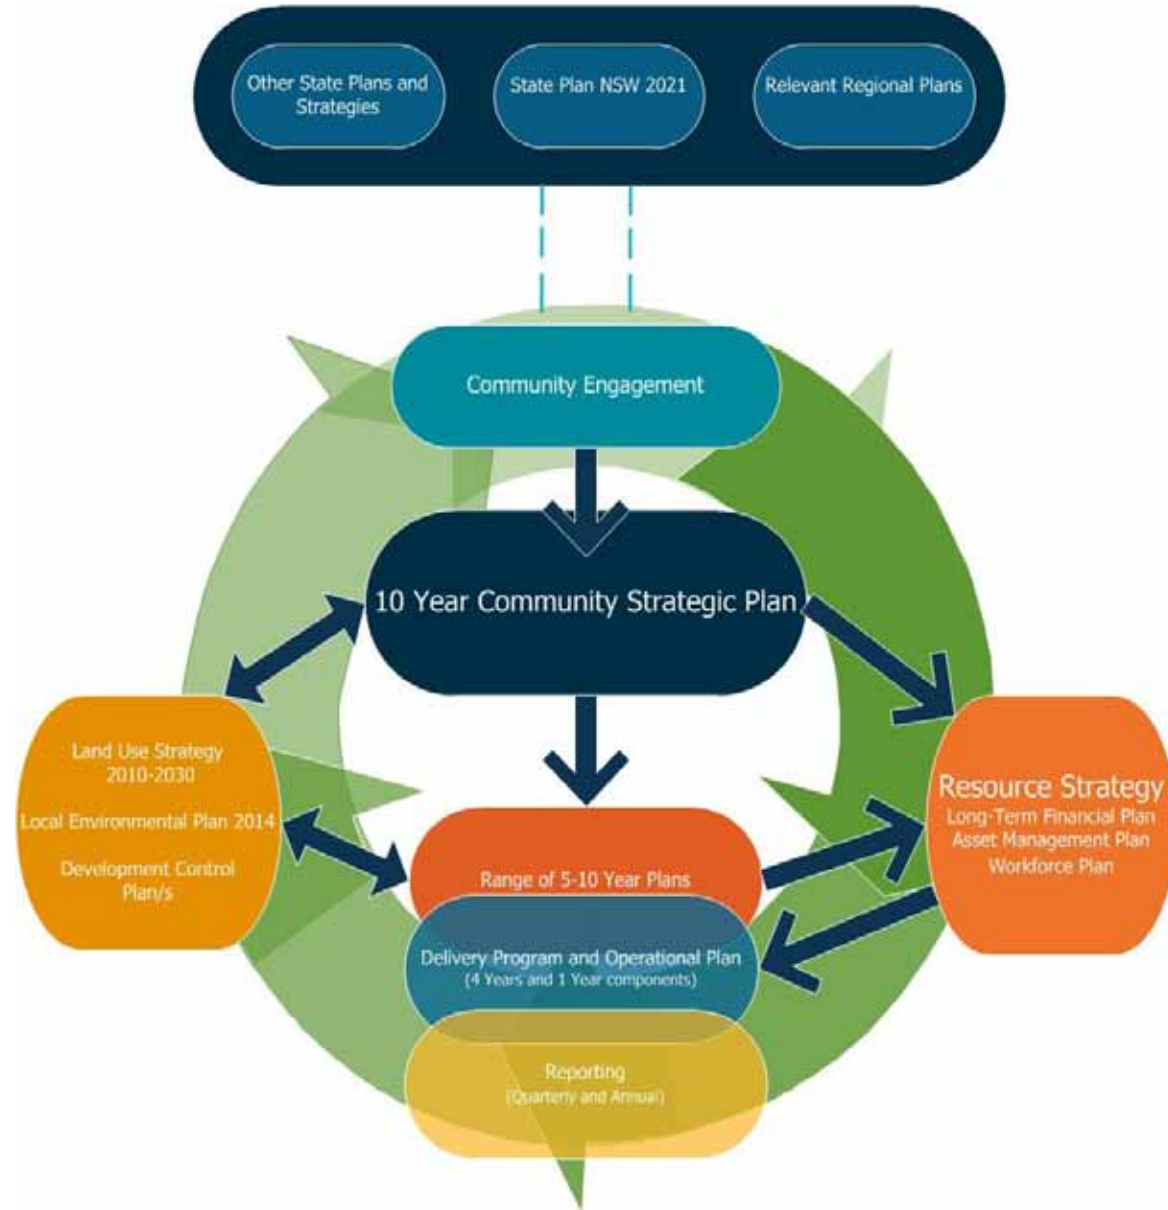 Other State Plans and
Strategies
State Plan NSW 2021
Relevant Regional Plans
Community Engagement
10 Year Community Strategic Plan
Land Use Strategy
2010-2030
Local Environmental Plan 2014
Development Control
Plan/s
Resource Strategy
Long-Term Financial Plan
Asset Management Plan
Workforce Plan
Range of 5-10 Year Plans
Delivery Program and Operational Plan
(4 Years and 1 Year components)
Reporting
(Quarterly and Annual)